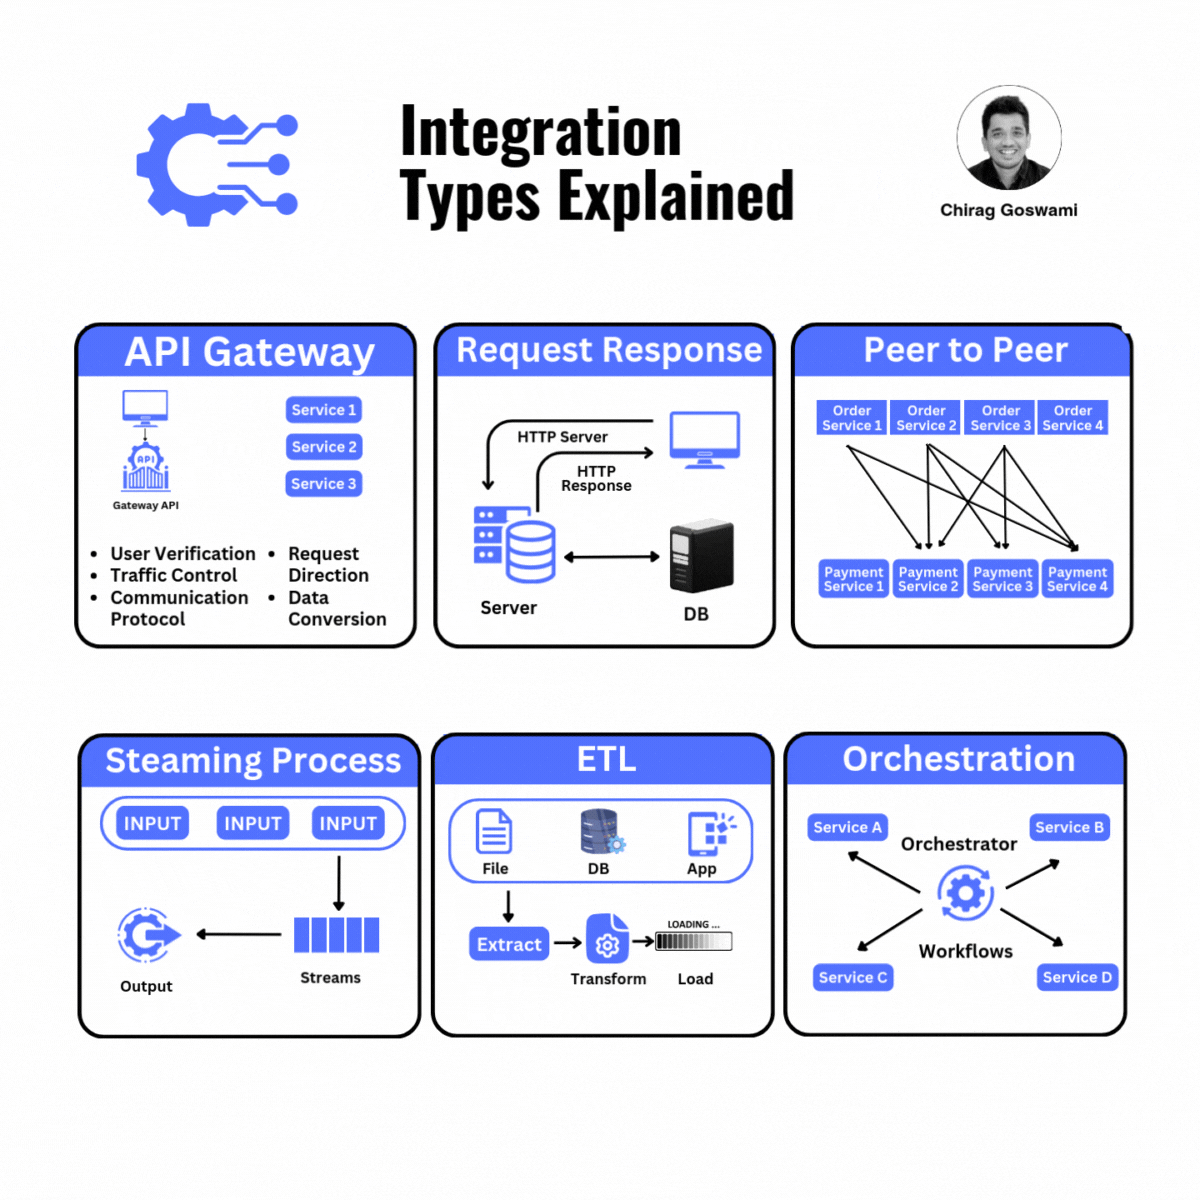 Integration
Types Explained
Chirag Goswami
API Gateway
API
Gateway API
Service 1
Service 2
Service 3
User Verification
Traffic Control
Communication
Protocol
Request
Direction
Data
Conversion
Request Response
HTTP Server
HTTP
Response
Server
DB
Peer to Peer
Order
Service 1
Order
Service 2
Order
Service 3
Order
Service 4
Payment
Service 1
Payment
Service 2
Payment
Service 3
Payment
Service 4
Steaming Process
INPUT
INPUT
INPUT
Output
Streams
ETL
File
DB
App
Extract
Transform
LOADING ...
Load
Orchestration
Service A
Service B
Orchestrator
Workflows
Service C
Service D